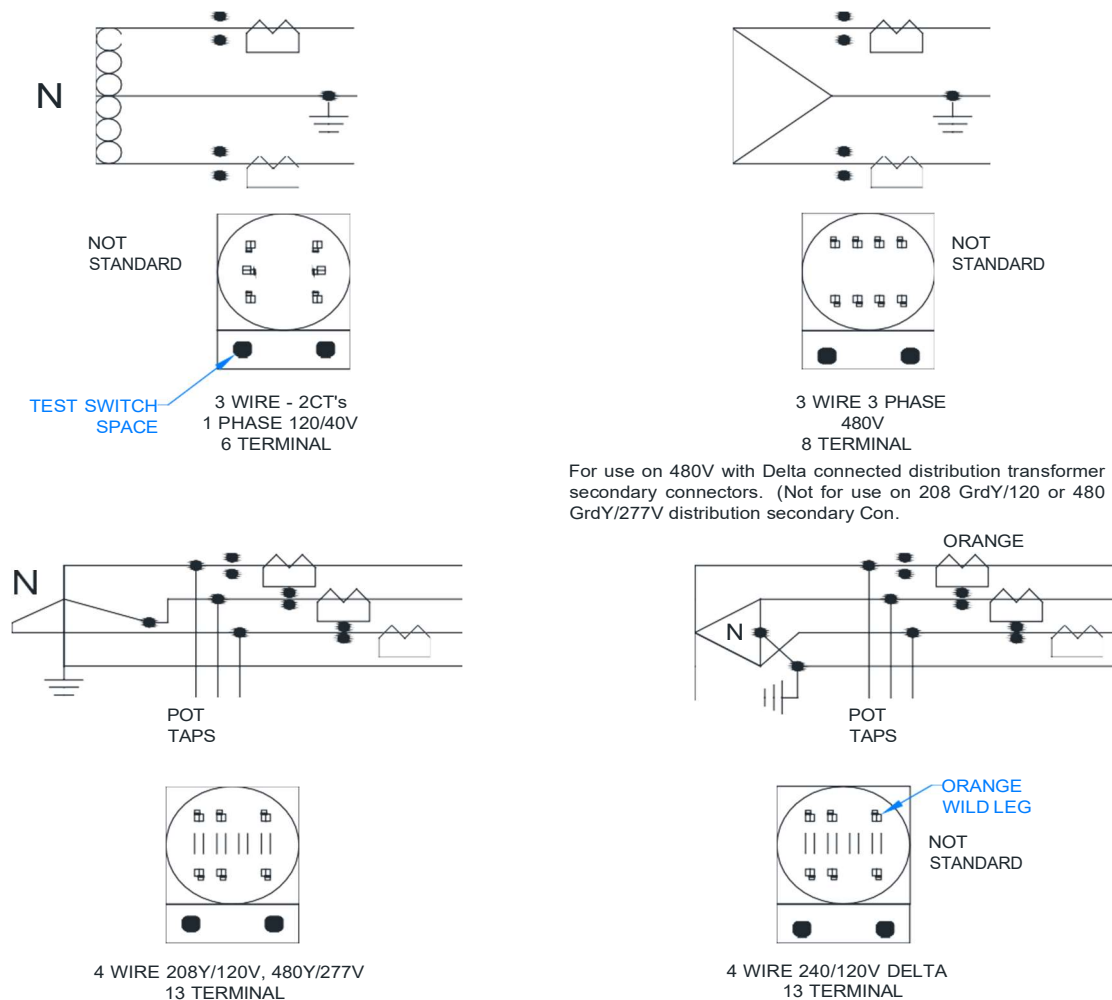 N
NOT
STANDARD
TEST SWITCH
SPACE
3 WIRE - 2CT's
1 PHASE 120/40V
6 TERMINAL
NOT
STANDARD
3 WIRE 3 PHASE
480V
8 TERMINAL
For use on 480V with Delta connected distribution transformer
secondary connectors. (Not for use on 208 GrdY/120 or 480
GrdY/277V distribution secondary Con.
N
POT
TAPS
4 WIRE 208Y/120V, 480Y/277V
13 TERMINAL
ORANGE
N
POT
TAPS
ORANGE
WILD LEG
NOT
STANDARD
4 WIRE 240/120V DELTA
13 TERMINAL